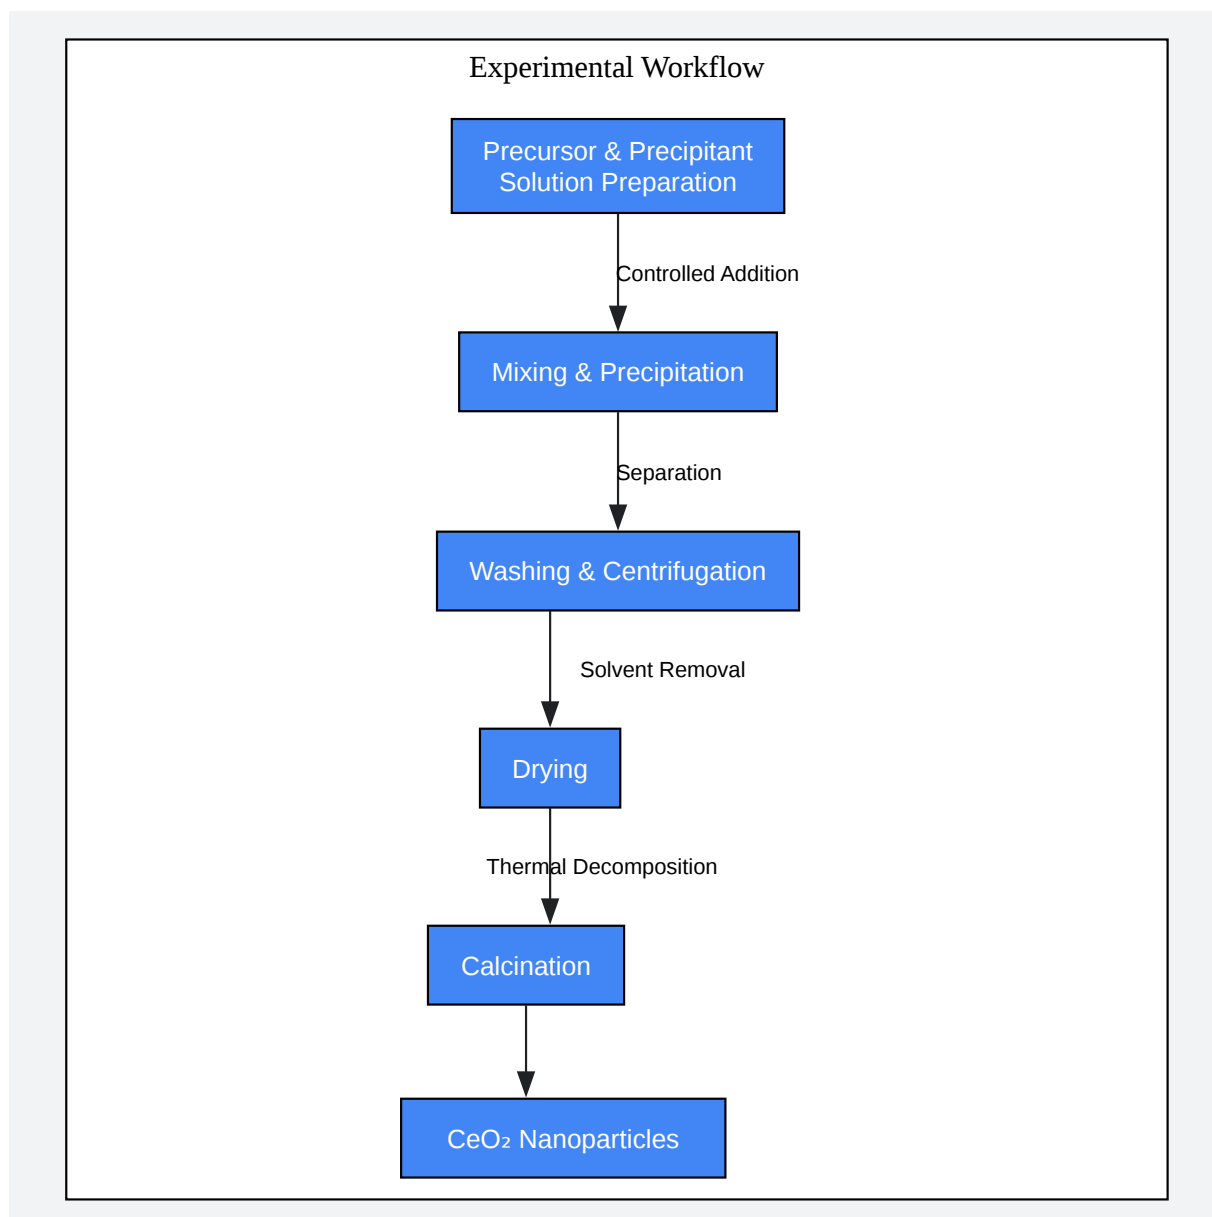 Experimental Workflow
Precursor & Precipitant
Solution Preparation
Controlled Addition
Mixing & Precipitation
Separation
Washing & Centrifugation
Solvent Removal
Drying
Thermal Decomposition
Calcination
CeO₂ Nanoparticles